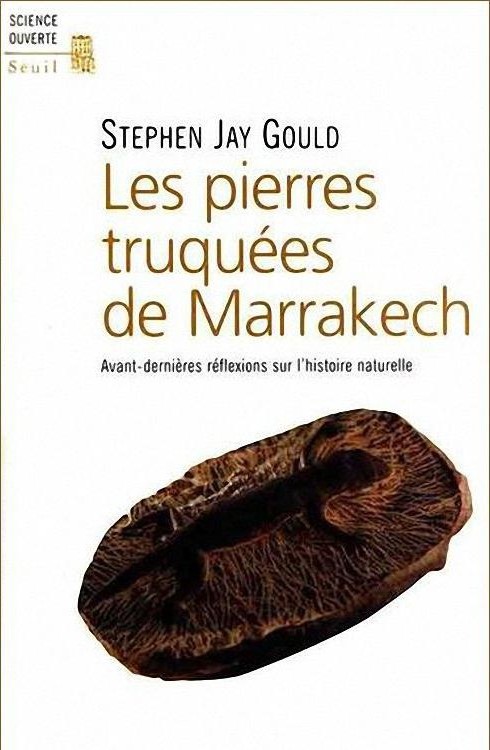 SCIENCE
OUVERTE
Seuil
STEPHEN JAY GOULD
Les pierres
truquées
de Marrakech
Avant-dernières réflexions sur l'histoire naturelle